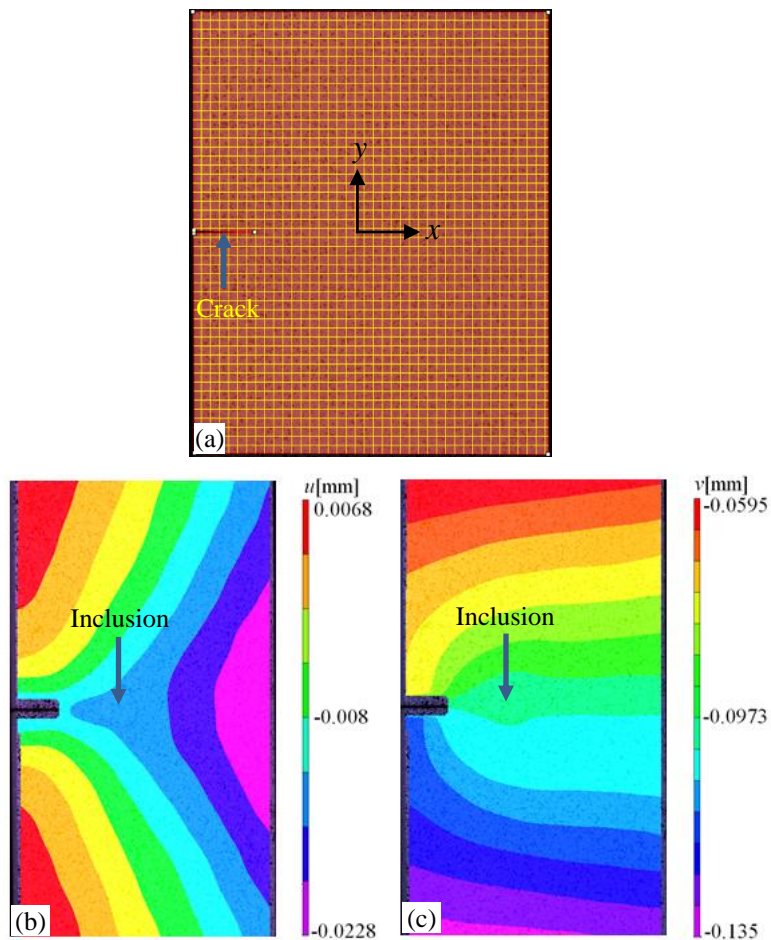 y
x
Crack
(a)
u[mm]
0.0068
Inclusion
-0.008
-0.0228
(b)
v[mm]
-0.0595
Inclusion
-0.0973
-0.135
(c)